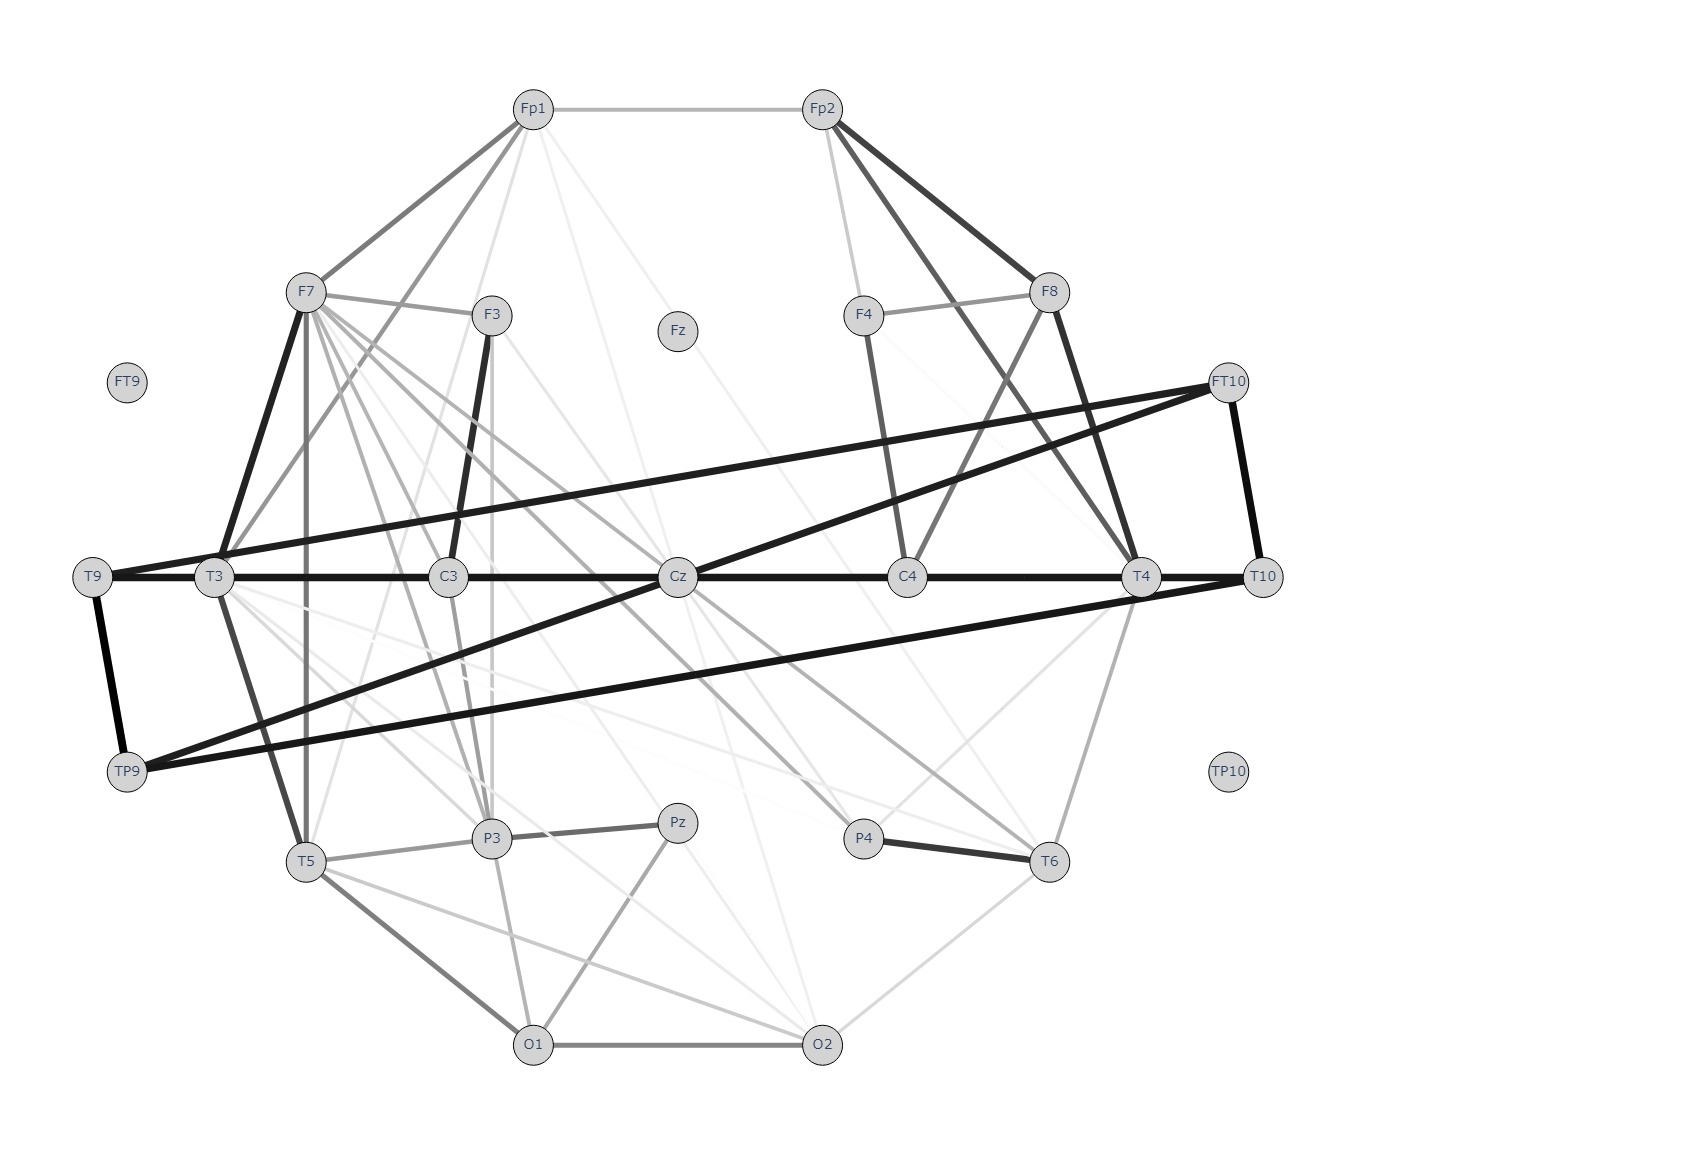 Fp1 Fp2
F7 F3 Fz F4 F8
FT9 FT10
T9 T3 C3 Cz C4 T4 T10
TP9 TP10
T5 P3 Pz P4 T6
O1 O2